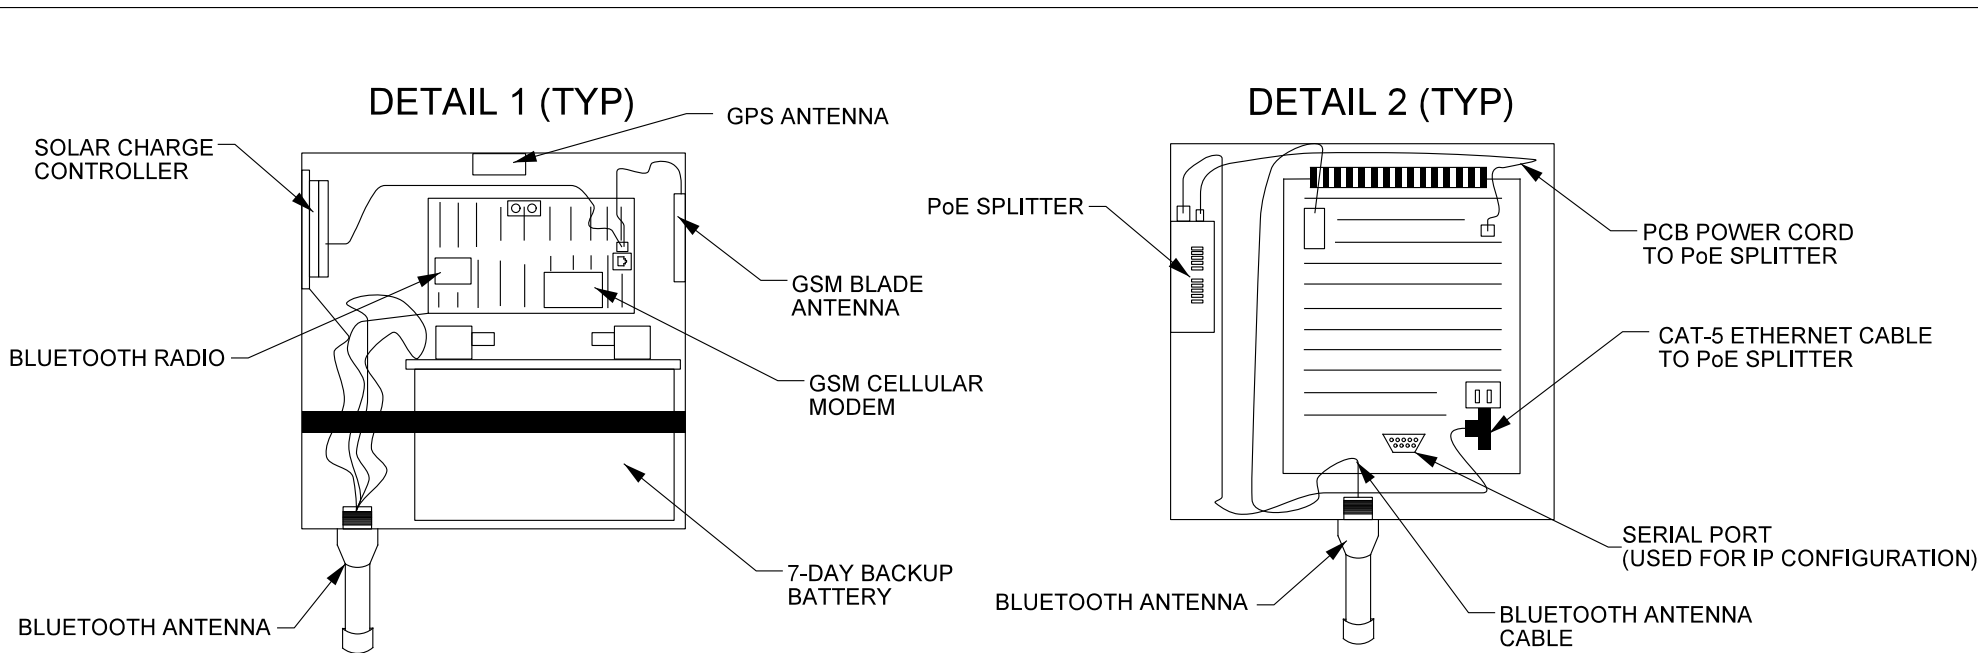 DETAIL 1 (TYP)
GPS ANTENNA
SOLAR CHARGE
CONTROLLER
GSM BLADE
ANTENNA
BLUETOOTH RADIO
GSM CELLULAR
MODEM
7-DAY BACKUP
BATTERY
BLUETOOTH ANTENNA
DETAIL 2 (TYP)
PoE SPLITTER
PCB POWER CORD
TO PoE SPLITTER
CAT-5 ETHERNET CABLE
TO PoE SPLITTER
SERIAL PORT
(USED FOR IP CONFIGURATION)
BLUETOOTH ANTENNA
BLUETOOTH ANTENNA
CABLE